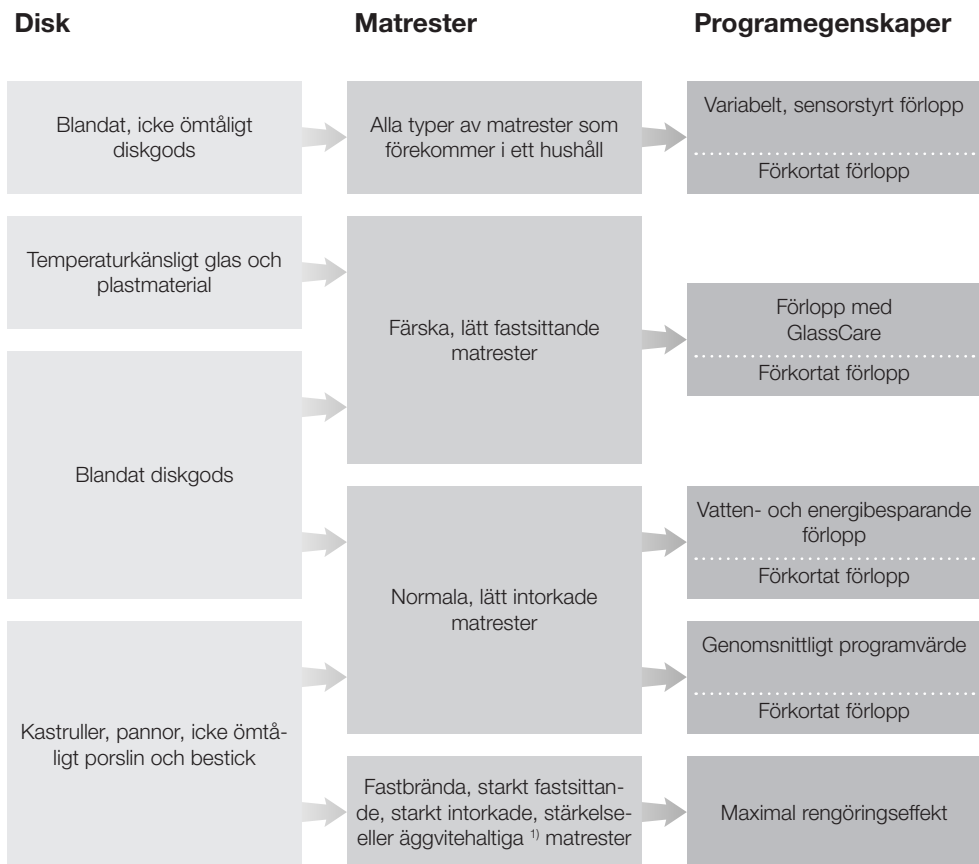 Disk
Matrester
Programegenskaper
Blandat, icke ömtåligt
diskgods
Alla typer av matrester som
förekommer i ett hushåll
Variabelt, sensorstyrt förlopp
Förkortat förlopp
Temperaturkänsligt glas och
plastmaterial
Färska, lätt fastsittande
matrester
Förlopp med
GlassCare
Förkortat förlopp
Blandat diskgods
Normala, lätt intorkade
matrester
Vatten- och energibesparande
förlopp
Förkortat förlopp
Genomsnittligt programvärde
Förkortat förlopp
Kastruller, pannor, icke ömtå-
ligt porslin och bestick
Fastbrända, starkt fastsittan-
de, starkt intorkade, stärkelse-
eller äggvitehaltiga 1) matrester
Maximal rengöringseffekt